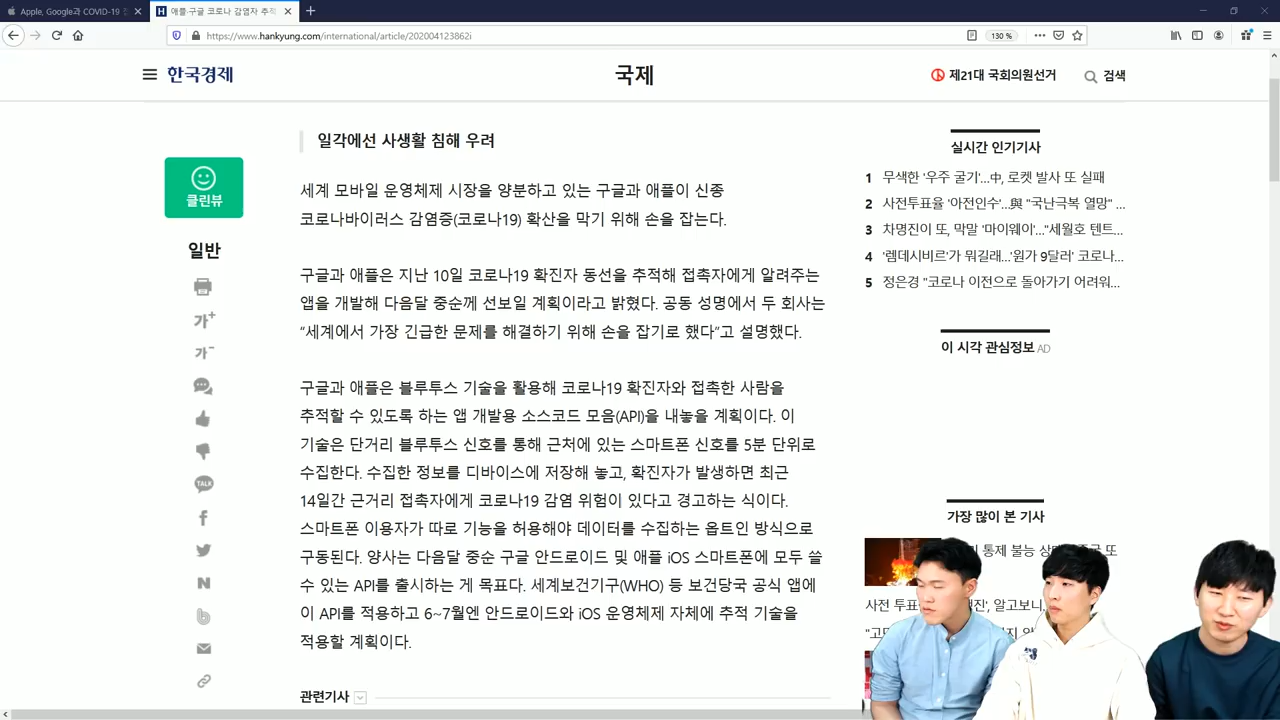 Apple, Google과 COVID-19
애플·구글 코로나 감염자 추적
https://www.hankyung.com/international/article/202004123862i
130 %
한국경제
국제
제21대 국회의원선거
검색
클린뷰
일반
가+
가-
TALK
일각에선 사생활 침해 우려
세계 모바일 운영체제 시장을 양분하고 있는 구글과 애플이 신종
코로나바이러스 감염증(코로나19) 확산을 막기 위해 손을 잡는다.
구글과 애플은 지난 10일 코로나19 확진자 동선을 추적해 접촉자에게 알려주는
앱을 개발해 다음달 중순께 선보일 계획이라고 밝혔다. 공동 성명에서 두 회사는
“세계에서 가장 긴급한 문제를 해결하기 위해 손을 잡기로 했다”고 설명했다.
구글과 애플은 블루투스 기술을 활용해 코로나19 확진자와 접촉한 사람을
추적할 수 있도록 하는 앱 개발용 소스코드 모음(API)을 내놓을 계획이다. 이
기술은 단거리 블루투스 신호를 통해 근처에 있는 스마트폰 신호를 5분 단위로
수집한다. 수집한 정보를 디바이스에 저장해 놓고, 확진자가 발생하면 최근
14일간 근거리 접촉자에게 코로나19 감염 위험이 있다고 경고하는 식이다.
스마트폰 이용자가 따로 기능을 허용해야 데이터를 수집하는 옵트인 방식으로
구동된다. 양사는 다음달 중순 구글 안드로이드 및 애플 iOS 스마트폰에 모두 쓸
수 있는 API를 출시하는 게 목표다. 세계보건기구(WHO) 등 보건당국 공식 앱에
이 API를 적용하고 6~7월엔 안드로이드와 iOS 운영체제 자체에 추적 기술을
적용할 계획이다.
관련기사
실시간 인기기사
1 무색한 '우주 굴기'...中, 로켓 발사 또 실패
2 사전투표율 '아전인수'...與 "국난극복 열망" ...
3 차명진이 또, 막말 '마이웨이'..."세월호 텐트...
4 '렘데시비르'가 뭐길래...'원가 9달러' 코로나...
5 정은경 "코로나 이전으로 돌아가기 어려워...
이 시각 관심정보 AD
가장 많이 본 기사
통제 불능
또
사전 투표
알고보니